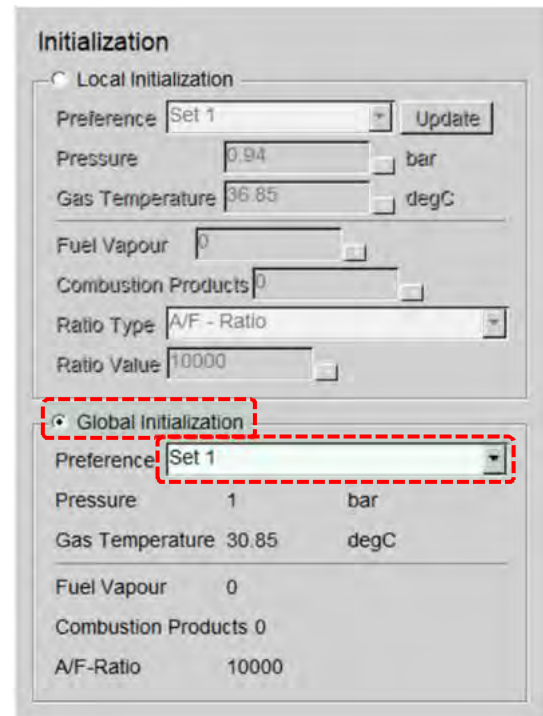 Initialization
Local Initialization
Preference Set 1 Update
Pressure 0.94 bar
Gas Temperature 36.85 degC
Fuel Vapour 0
Combustion Products 0
Ratio Type A/F - Ratio
Ratio Value 10000
Global Initialization
Preference Set 1
Pressure 1 bar
Gas Temperature 30.85 degC
Fuel Vapour 0
Combustion Products 0
A/F-Ratio 10000